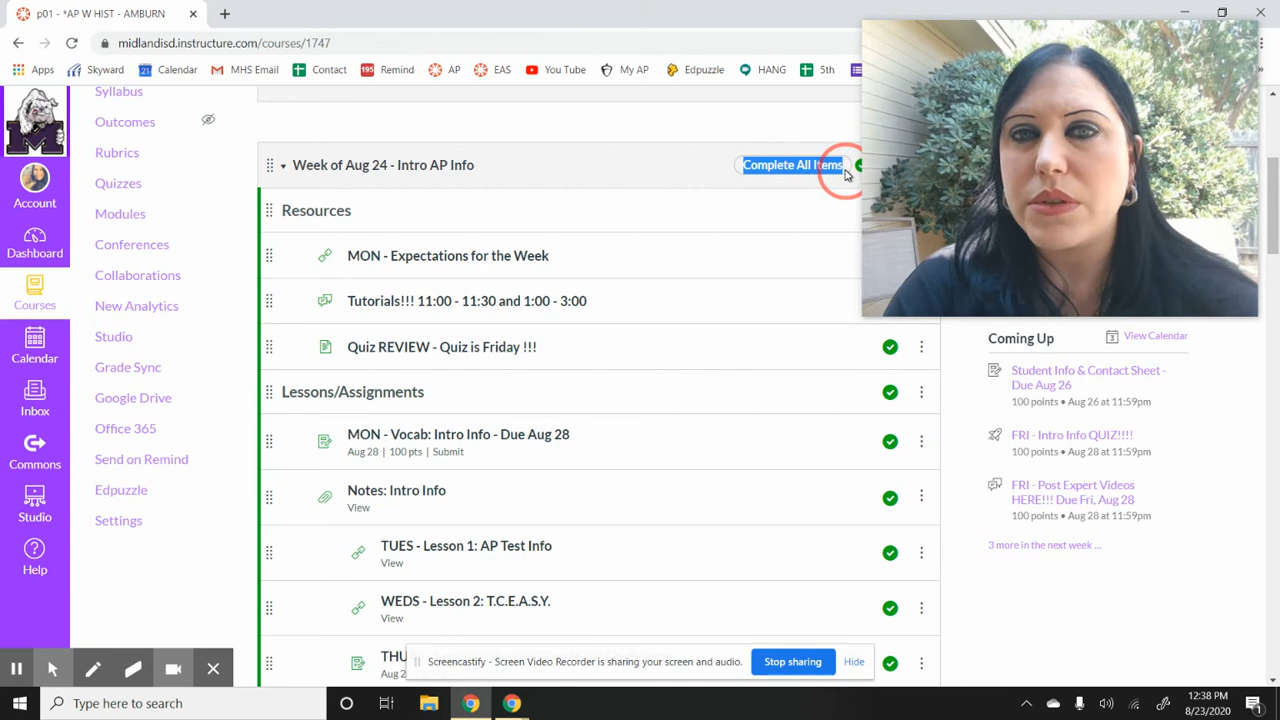 p01 - *AP W HIST - AMBURN
midlandisd.instructure.com/courses/1747
Apps Skyward Calendar MHS Email Contact Remind AP EAS You Tube My AP Edpuzzle HANG 5th
M
Account
Dashboard
Courses
Calendar
Inbox
Commons
Studio
Help
Syllabus
Outcomes
Rubrics
Quizzes
Modules
Conferences
Collaborations
New Analytics
Studio
Grade Sync
Google Drive
Office 365
Send on Remind
Edpuzzle
Settings
Week of Aug 24 - Intro AP Info Complete All Items
Resources
MON - Expectations for the Week
Tutorials!!! 11:00 - 11:30 and 1:00 - 3:00
Quiz REVIEW - Quiz is Friday !!!
Lessons/Assignments
MON - Vocab: Intro Info - Due Aug 28
Aug 28 | 100 pts | Submit
Notes: Intro Info
View
TUES - Lesson 1: AP Test Info
View
WEDS - Lesson 2: T.C.E.A.S.Y.
View
THU
Aug 2
Coming Up View Calendar
Student Info & Contact Sheet -
Due Aug 26
100 points • Aug 26 at 11:59pm
FRI - Intro Info QUIZ!!!!
100 points • Aug 28 at 11:59pm
FRI - Post Expert Videos
HERE!!! Due Fri, Aug 28
100 points • Aug 28 at 11:59pm
3 more in the next week ...
Screencastify - Screen Video Recorder is sharing your screen and audio. Stop sharing Hide
Type here to search
12:38 PM
8/23/2020